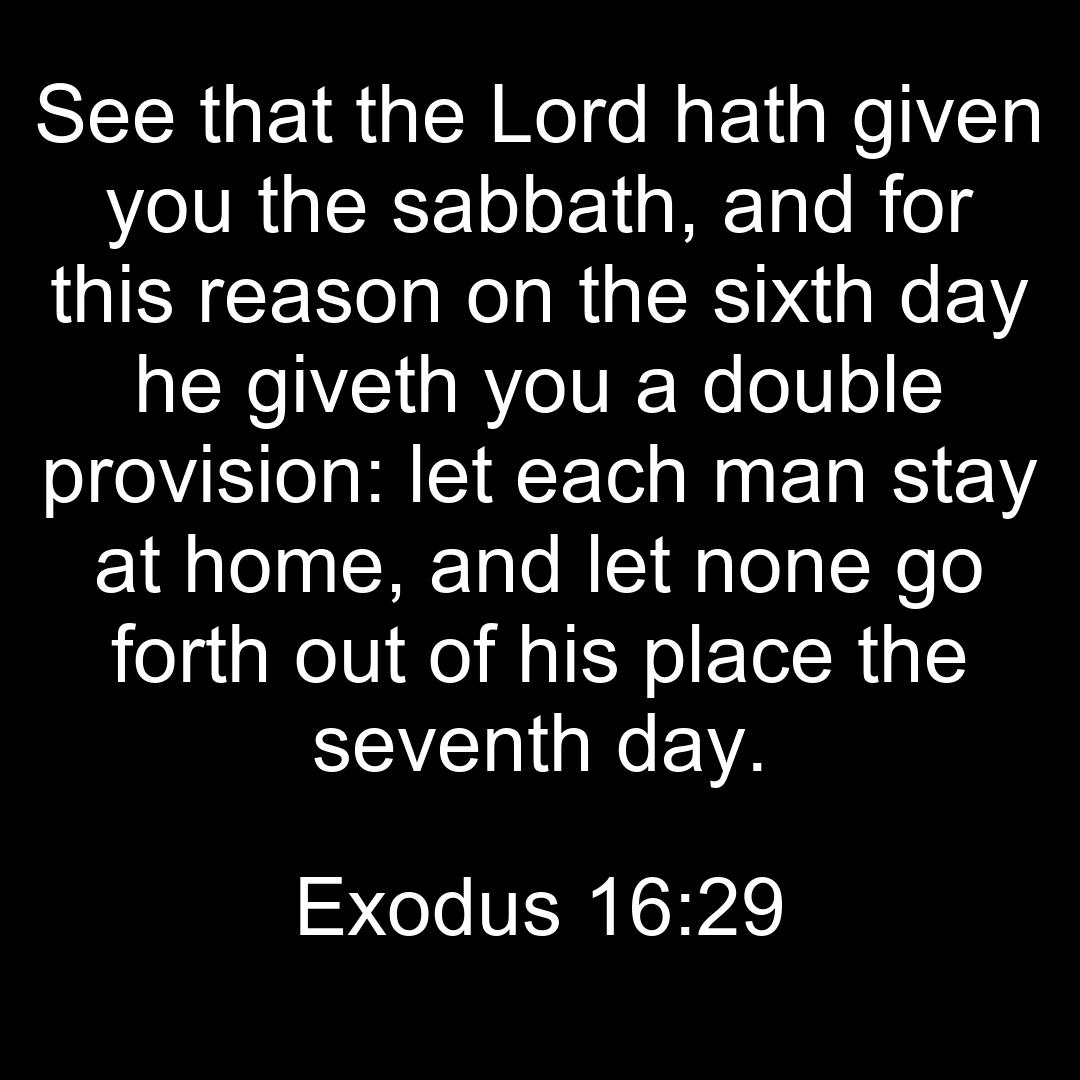 See that the Lord hath given
you the sabbath, and for
this reason on the sixth day
he giveth you a double
provision: let each man stay
at home, and let none go
forth out of his place the
seventh day.
Exodus 16:29